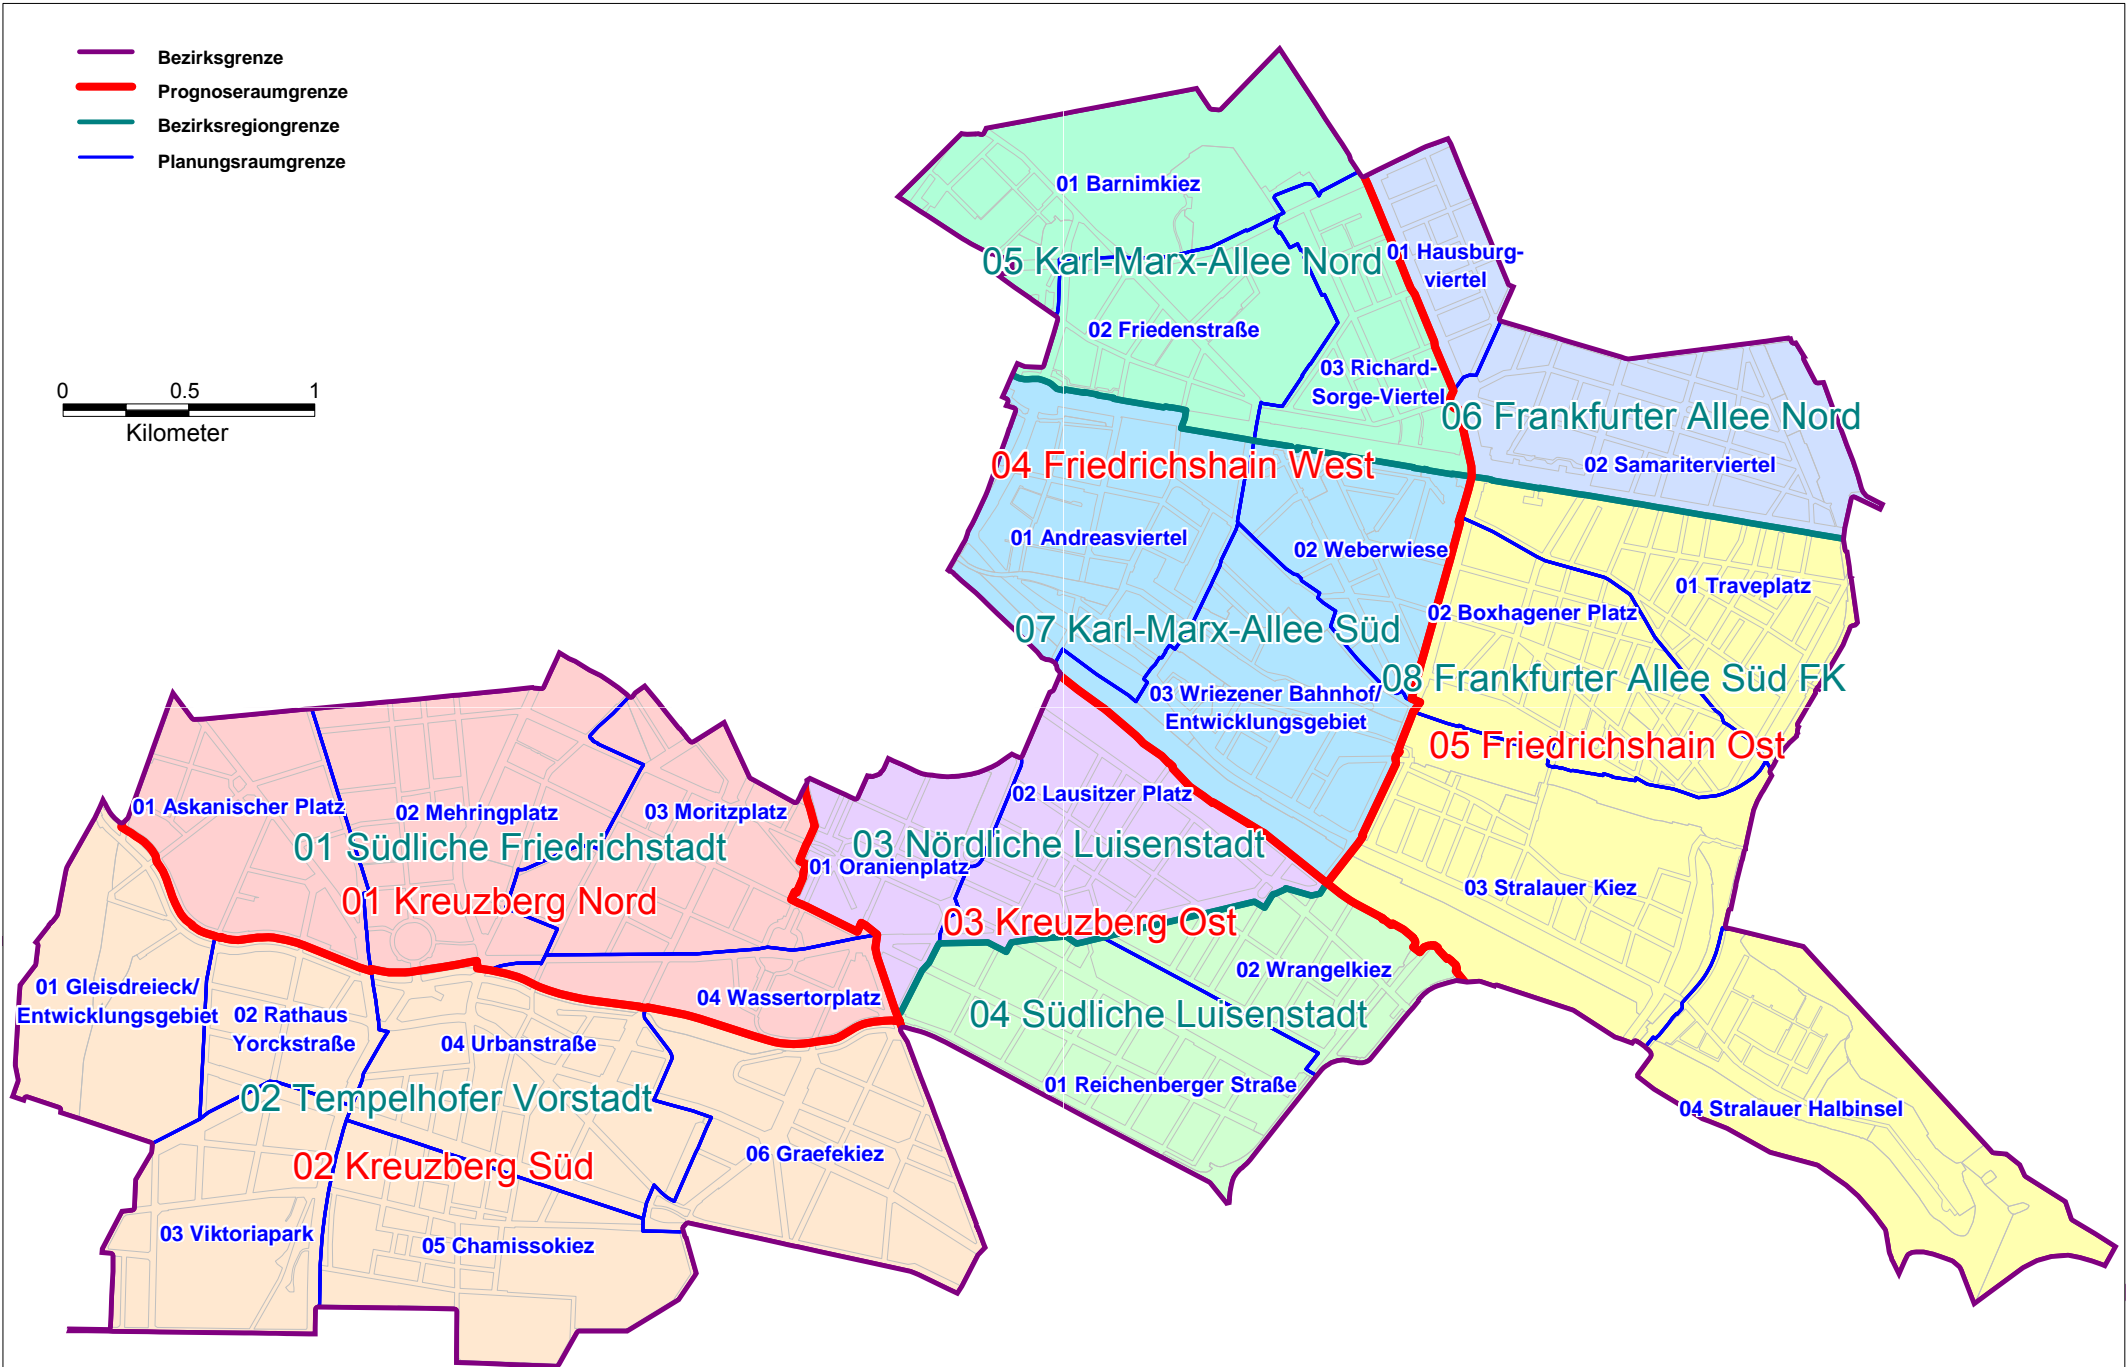 Bezirksgrenze
Prognoseraumgrenze
Bezirksregiongrenze
Planungsraumgrenze
0 0.5 1
Kilometer
01 Barnimkiez
05 Karl-Marx-Allee Nord
01 Hausburg-
viertel
02 Friedenstraße
03 Richard-
Sorge-Viertel
06 Frankfurter Allee Nord
02 Samariterviertel
04 Friedrichshain West
01 Andreasviertel
02 Weberwiese
01 Traveplatz
02 Boxhagener Platz
07 Karl-Marx-Allee Süd
08 Frankfurter Allee Süd FK
03 Wriezener Bahnhof/
Entwicklungsgebiet
05 Friedrichshain Ost
02 Lausitzer Platz
01 Askanischer Platz
02 Mehringplatz
03 Moritzplatz
01 Südliche Friedrichstadt
03 Nördliche Luisenstadt
01 Oranienplatz
03 Stralauer Kiez
01 Kreuzberg Nord
03 Kreuzberg Ost
02 Wrangelkiez
01 Gleisdreieck/
Entwicklungsgebiet
04 Wassertorplatz
02 Rathaus
Yorckstraße
04 Südliche Luisenstadt
04 Urbanstraße
01 Reichenberger Straße
02 Tempelhofer Vorstadt
04 Stralauer Halbinsel
06 Graefekiez
02 Kreuzberg Süd
03 Viktoriapark
05 Chamissokiez